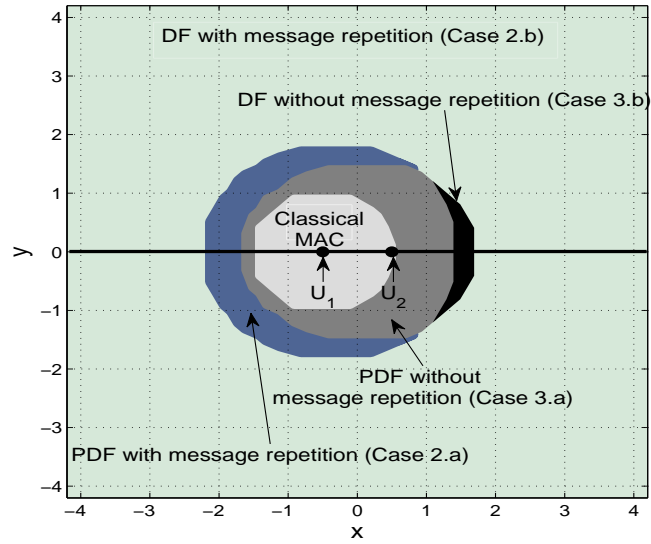 DF with message repetition (Case 2.b)
DF without message repetition (Case 3.b)
Classical
MAC
U1
U2
PDF without
message repetition (Case 3.a)
PDF with message repetition (Case 2.a)
4
3
2
1
0
−1
−2
−3
−4
y
−4 −3 −2 −1 0 1 2 3 4
x